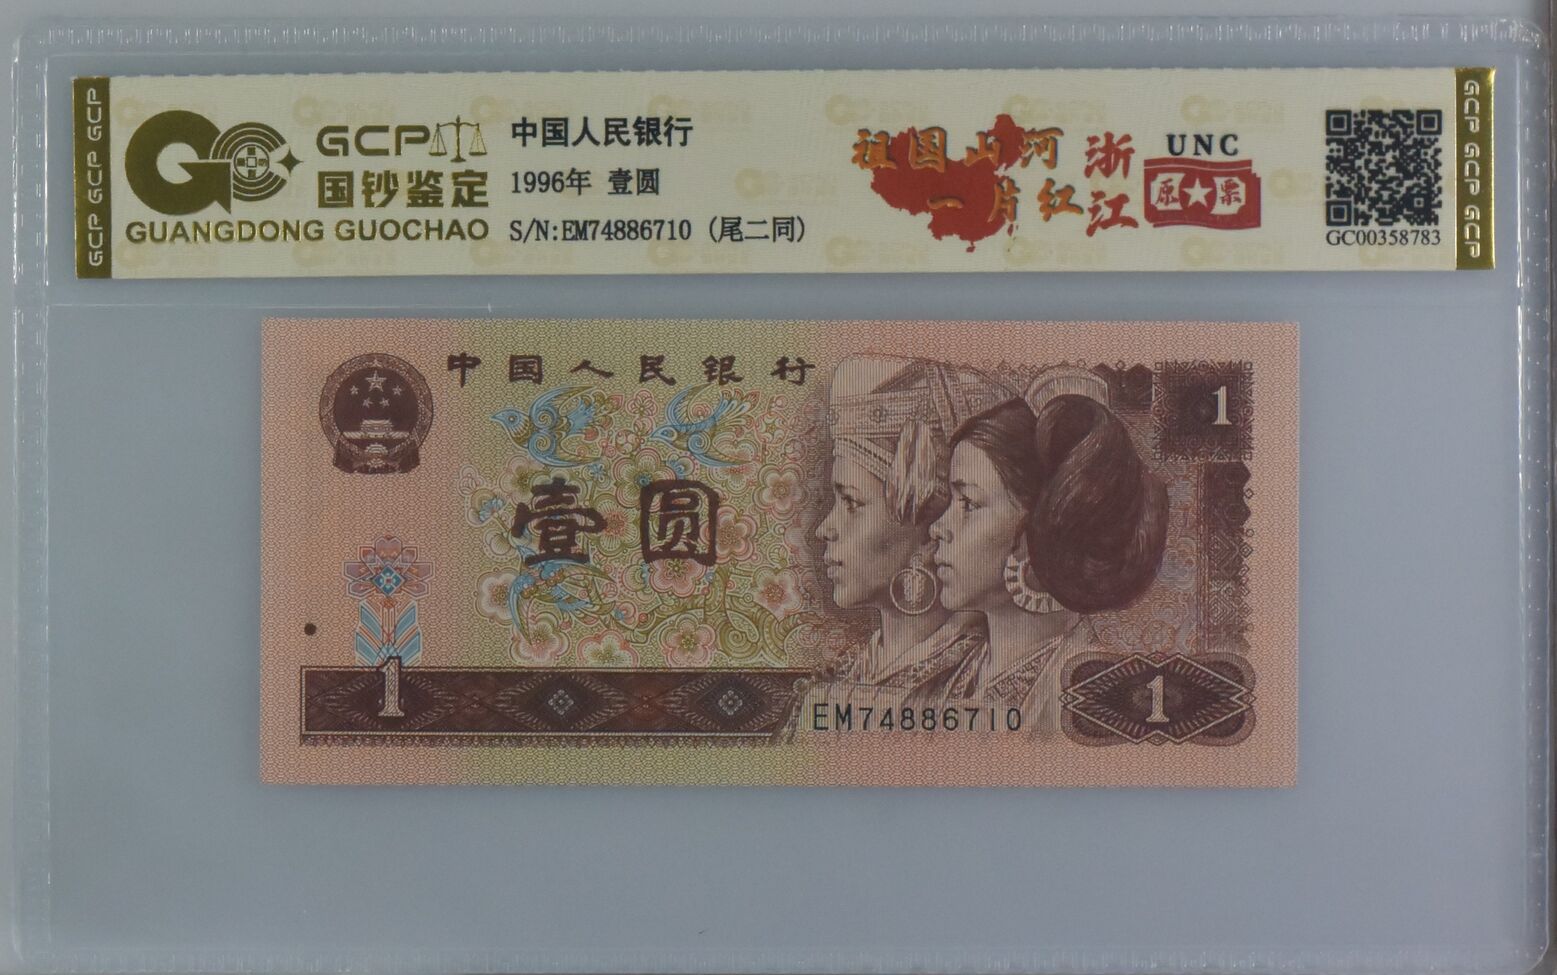 GCP GCP GCP
GCP
国钞鉴定
GUANGDONG GUOCHAO
中国人民银行
1996年 壹圆
S/N:EM74886710 (尾二同)
祖国山河
一片红
浙江
UNC
原★票
GC00358783
GCP GCP GCP
中国人民银行
1
壹圆
1
EM74886710
1